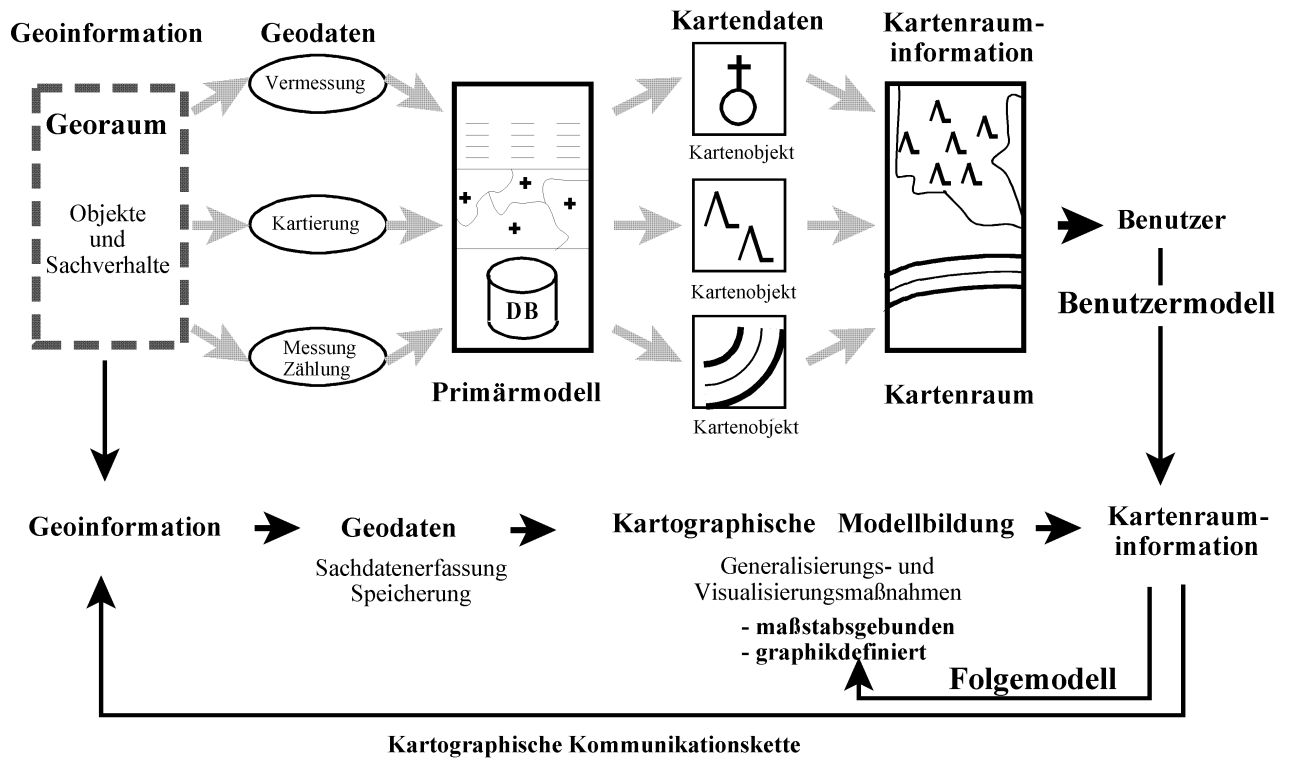 Geoinformation
Geodaten
Kartendaten
Kartenraum-
information
Georaum
Objekte
und
Sachverhalte
Vermessung
Kartierung
Messung
Zählung
DB
Primärmodell
Kartenobjekt
Kartenobjekt
Kartenobjekt
Kartenraum
Benutzer
Benutzermodell
Geoinformation
Geodaten
Sachdatenerfassung
Speicherung
Kartographische Modellbildung
Generalisierungs- und
Visualisierungsmaßnahmen
- maßstabsgebunden
- graphikdefiniert
Kartenraum-
information
Folgemodell
Kartographische Kommunikationskette